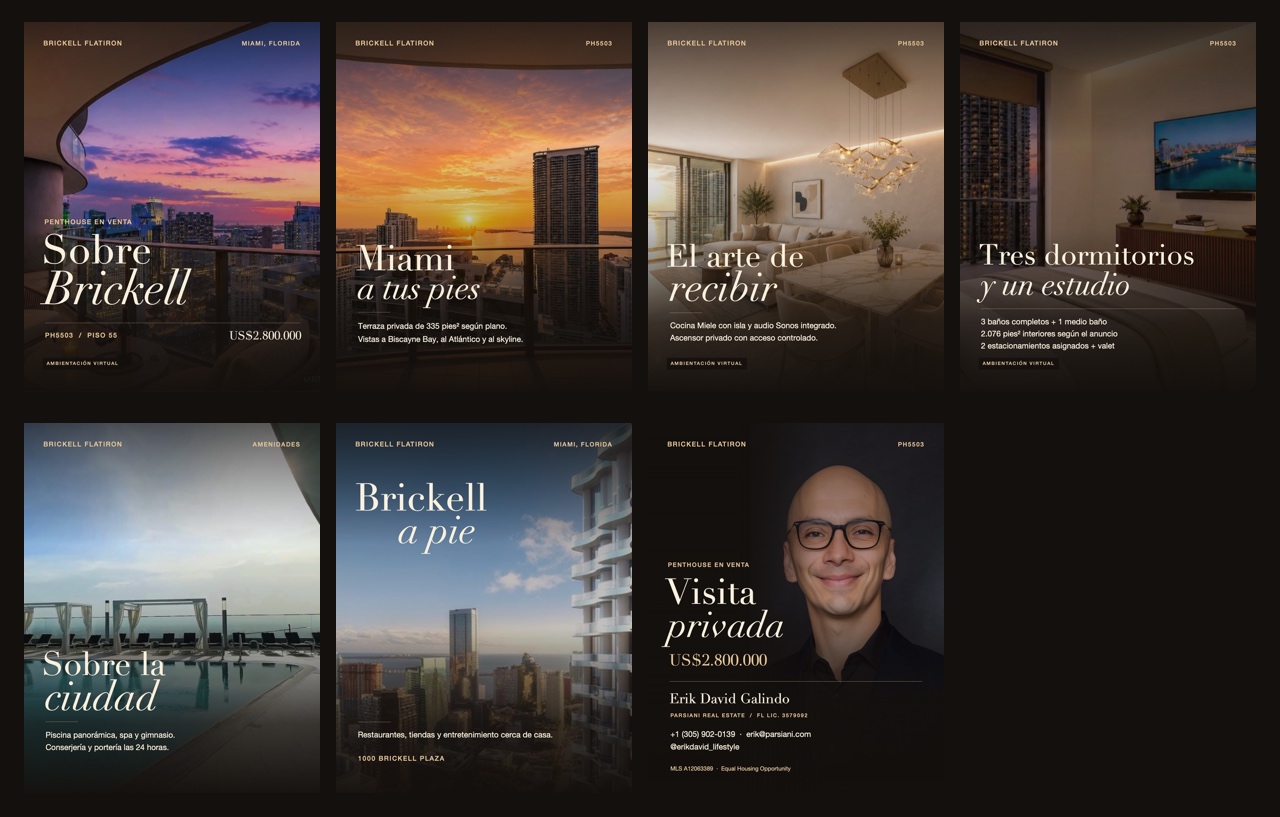 BRICKELL FLATIRON
MIAMI, FLORIDA
PENTHOUSE EN VENTA
Sobre
Brickell
PH5503 / PISO 55
US$2.800.000
AMBIENTACIÓN VIRTUAL
BRICKELL FLATIRON
PH5503
Miami
a tus pies
Terraza privada de 335 pies² según plano.
Vistas a Biscayne Bay, al Atlántico y al skyline.
BRICKELL FLATIRON
PH5503
El arte de
recibir
Cocina Miele con isla y audio Sonos integrado.
Ascensor privado con acceso controlado.
AMBIENTACIÓN VIRTUAL
BRICKELL FLATIRON
PH5503
Tres dormitorios
y un estudio
3 baños completos + 1 medio baño
2.076 pies² interiores según el anuncio
2 estacionamientos asignados + valet
AMBIENTACIÓN VIRTUAL
BRICKELL FLATIRON
AMENIDADES
Sobre la
ciudad
Piscina panorámica, spa y gimnasio.
Conserjería y portería las 24 horas.
BRICKELL FLATIRON
MIAMI, FLORIDA
Brickell
a pie
Restaurantes, tiendas y entretenimiento cerca de casa.
1000 BRICKELL PLAZA
BRICKELL FLATIRON
PH5503
PENTHOUSE EN VENTA
Visita
privada
US$2.800.000
Erik David Galindo
PARSIANI REAL ESTATE / FL LIC. 3579092
+1 (305) 902-0139 · erik@parsiani.com
@erikdavid_lifestyle
MLS A12063389 · Equal Housing Opportunity